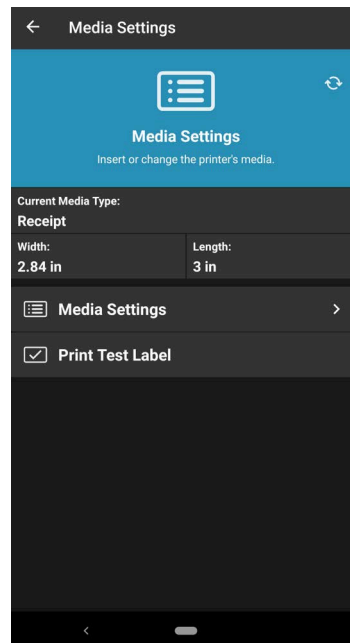 Media Settings
Media Settings
Insert or change the printer's media.
Current Media Type:
Receipt
Width:
2.84 in
Length:
3 in
Media Settings
Print Test Label